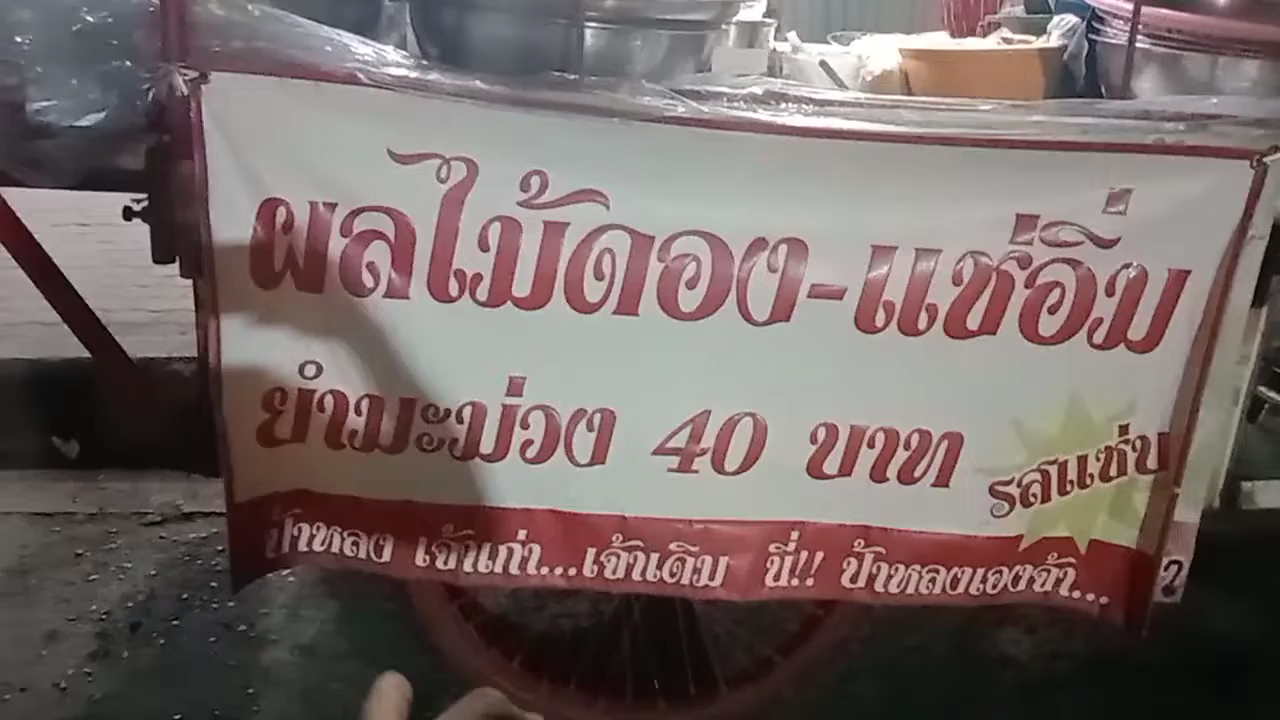 ผลไม้ดอง-แช่อิ่ม
ยำมะม่วง 40 บาท
รสแซ่บ
ป้าหลง เจ้าเก่า...เจ้าเดิม นี่!! ป้าหลงเองจ้า...
2